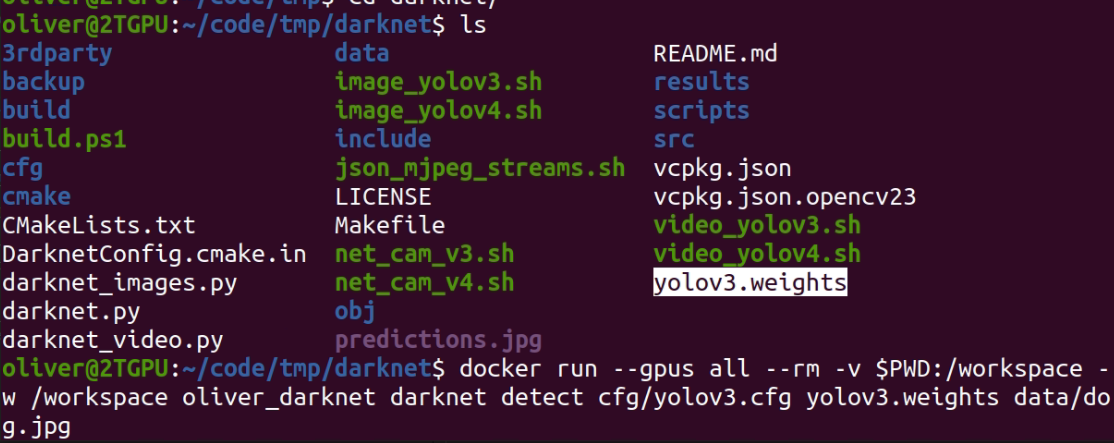 oliver@2TGPU:~/code/tmp/darknet$ ls
3rdparty data README.md
backup image_yolov3.sh results
build image_yolov4.sh scripts
build.ps1 include src
cfg json_mjpeg_streams.sh vcpkg.json
cmake LICENSE vcpkg.json.opencv23
CMakeLists.txt Makefile video_yolov3.sh
DarknetConfig.cmake.in net_cam_v3.sh video_yolov4.sh
darknet_images.py net_cam_v4.sh yolov3.weights
darknet.py obj
darknet_video.py predictions.jpg
oliver@2TGPU:~/code/tmp/darknet$ docker run --gpus all --rm -v $PWD:/workspace -
w /workspace oliver_darknet darknet detect cfg/yolov3.cfg yolov3.weights data/do
g.jpg